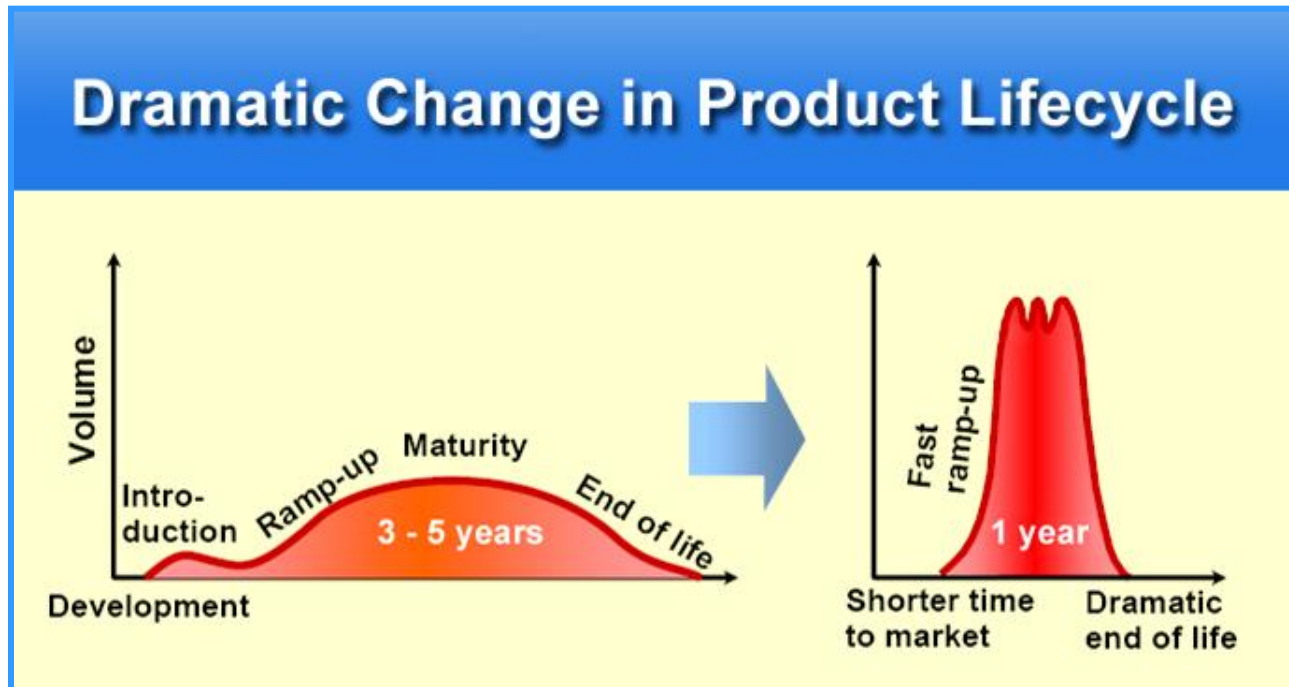 Dramatic Change in Product Lifecycle
Volume
Intro-
duction
Ramp-up
Maturity
End of life
3 - 5 years
Development
Fast
ramp-up
1 year
Shorter time
to market
Dramatic
end of life